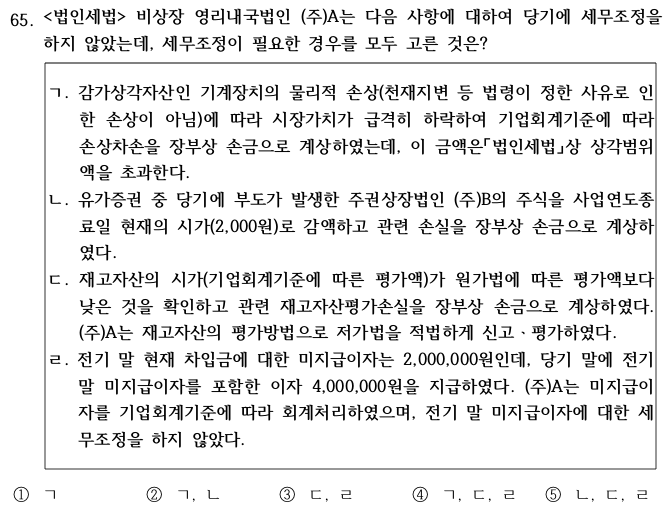 65. <법인세법> 비상장 영리내국법인 (주)A는 다음 사항에 대하여 당기에 세무조정을
하지 않았는데, 세무조정이 필요한 경우를 모두 고른 것은?
ㄱ. 감가상각자산인 기계장치의 물리적 손상(천재지변 등 법령이 정한 사유로 인
한 손상이 아님)에 따라 시장가치가 급격히 하락하여 기업회계기준에 따라
손상차손을 장부상 손금으로 계상하였는데, 이 금액은「법인세법」상 상각범위
액을 초과한다.
ㄴ. 유가증권 중 당기에 부도가 발생한 주권상장법인 (주)B의 주식을 사업연도종
료일 현재의 시가(2,000원)로 감액하고 관련 손실을 장부상 손금으로 계상하
였다.
ㄷ. 재고자산의 시가(기업회계기준에 따른 평가액)가 원가법에 따른 평가액보다
낮은 것을 확인하고 관련 재고자산평가손실을 장부상 손금으로 계상하였다.
(주)A는 재고자산의 평가방법으로 저가법을 적법하게 신고ㆍ평가하였다.
ㄹ. 전기 말 현재 차입금에 대한 미지급이자는 2,000,000원인데, 당기 말에 전기
말 미지급이자를 포함한 이자 4,000,000원을 지급하였다. (주)A는 미지급이
자를 기업회계기준에 따라 회계처리하였으며, 전기 말 미지급이자에 대한 세
무조정을 하지 않았다.
① ㄱ ② ㄱ, ㄴ ③ ㄷ, ㄹ ④ ㄱ, ㄷ, ㄹ ⑤ ㄴ, ㄷ, ㄹ